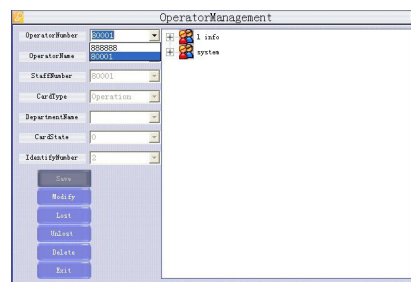 OperatorManagement
OperatorNumber 80001
888888
80001
OperatorName
StaffNumber 80001
CardType Operation
DepartmentName
CardState 0
IdentifyNumber 2
Save
Modify
Lost
UnLost
Delete
Exit
l info
system